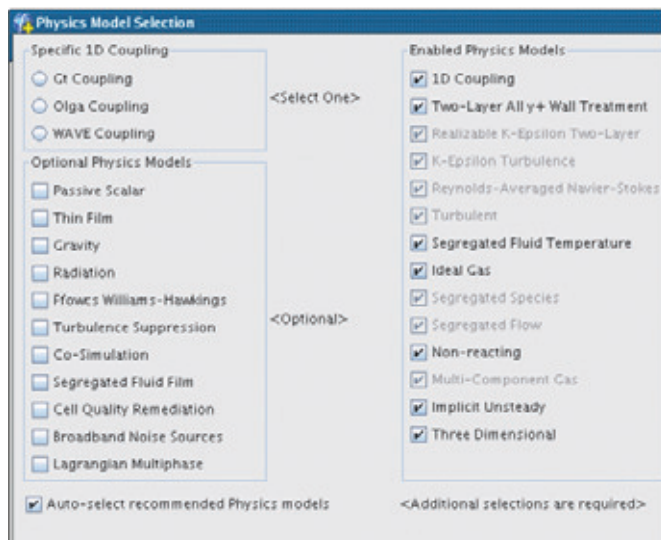 Physics Model Selection
Specific 1D Coupling
Gt Coupling
Olga Coupling
WAVE Coupling
<Select One>
Optional Physics Models
Passive Scalar
Thin Film
Gravity
Radiation
Ffowcs Williams-Hawkings
Turbulence Suppression
Co-Simulation
Segregated Fluid Film
Cell Quality Remediation
Broadband Noise Sources
Lagrangian Multiphase
<Optional>
Enabled Physics Models
1D Coupling
Two-Layer All y+ Wall Treatment
Realizable K-Epsilon Two-Layer
K-Epsilon Turbulence
Reynolds-Averaged Navier-Stokes
Turbulent
Segregated Fluid Temperature
Ideal Gas
Segregated Species
Segregated Flow
Non-reacting
Multi-Component Gas
Implicit Unsteady
Three Dimensional
Auto-select recommended Physics models
<Additional selections are required>